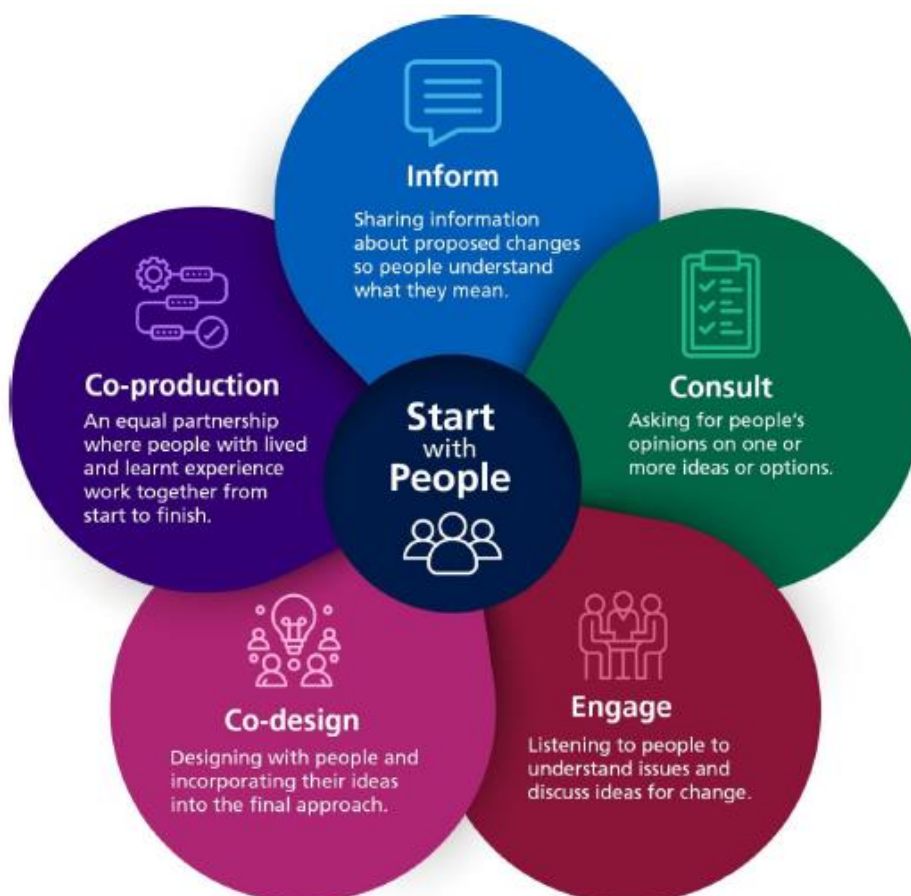 Inform
Sharing information
about proposed changes
so people understand
what they mean.
Consult
Asking for people's
opinions on one or
more ideas or options.
Engage
Listening to people to
understand issues and
discuss ideas for change.
Co-design
Designing with people and
incorporating their ideas
into the final approach.
Co-production
An equal partnership
where people with lived
and learnt experience
work together from
start to finish.
Start
with
People